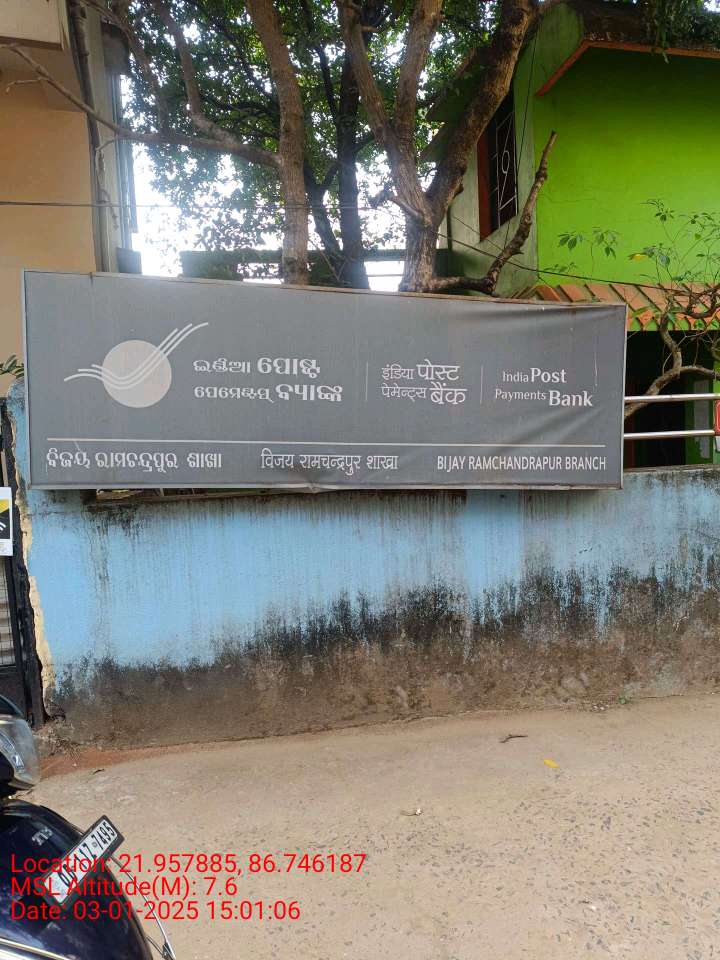 ଇଣ୍ଡିଆ ପୋଷ୍ଟ
ପେମେଣ୍ଟସ୍ ବ୍ୟାଙ୍କ
इंडिया पोस्ट
पेमेन्ट्स बैंक
India Post
Payments Bank
ବିଜୟ ରାମଚନ୍ଦ୍ରପୁର ଶାଖା
विजय रामचन्द्रपुर शाखा
BIJAY RAMCHANDRAPUR BRANCH
Location: 21.957885, 86.746187
MSL Altitude(M): 7.6
Date: 03-01-2025 15:01:06